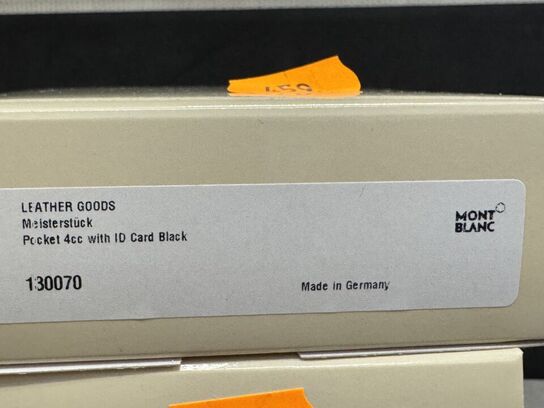 LEATHER GOODS
Meisterstück
Pocket 4cc with ID Card Black
130070
Made in Germany
MONT
BLANC